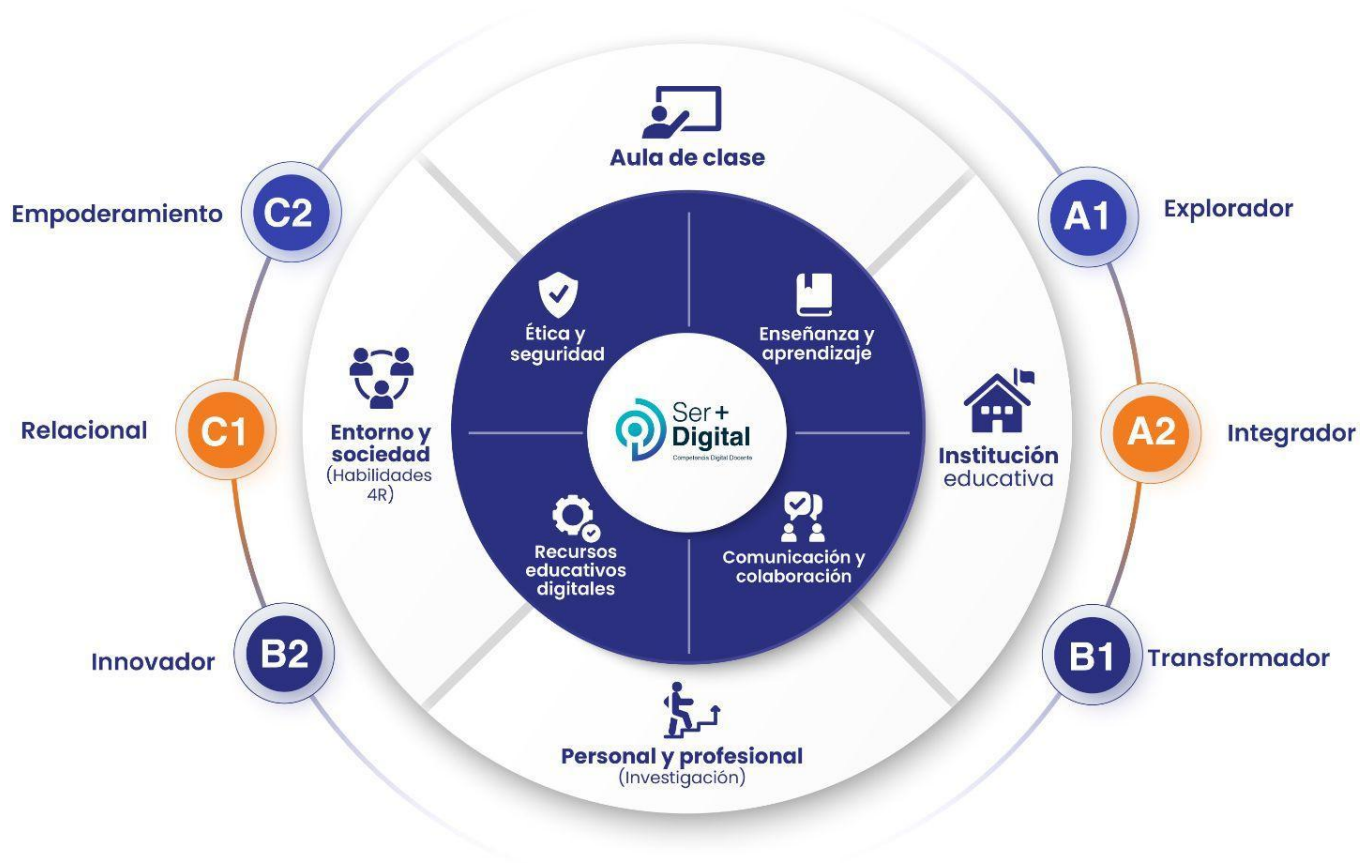 Aula de clase
C2
Empoderamiento
A1
Explorador
Ética y
seguridad
Enseñanza y
aprendizaje
Ser +
Digital
Competencia Digital Docente
Entorno y
sociedad
(Habilidades
4R)
Institución
educativa
C1
Relacional
A2
Integrador
Recursos
educativos
digitales
Comunicación y
colaboración
B2
Innovador
B1
Transformador
Personal y profesional
(Investigación)